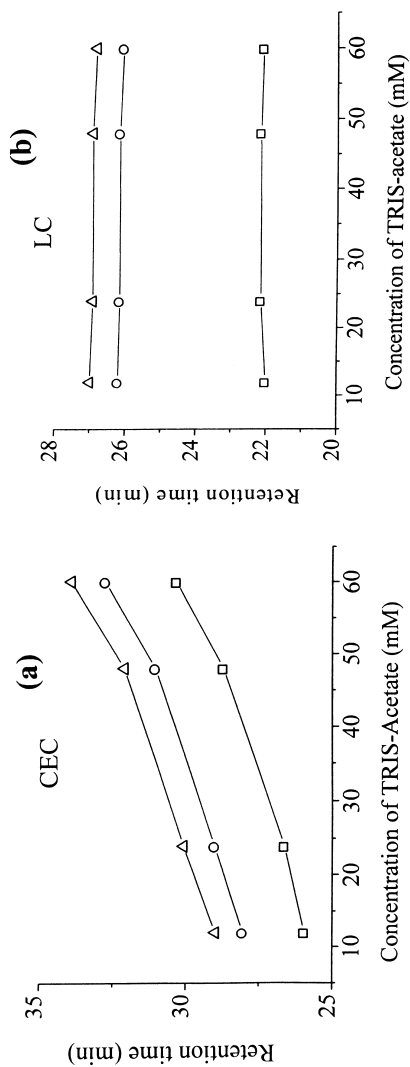 (a)
CEC
35
30
25
10
20
30
40
50
60
Retention time (min)
Concentration of TRIS-Acetate (mM)
(b)
LC
28
26
24
22
20
10
20
30
40
50
60
Retention time (min)
Concentration of TRIS-acetate (mM)